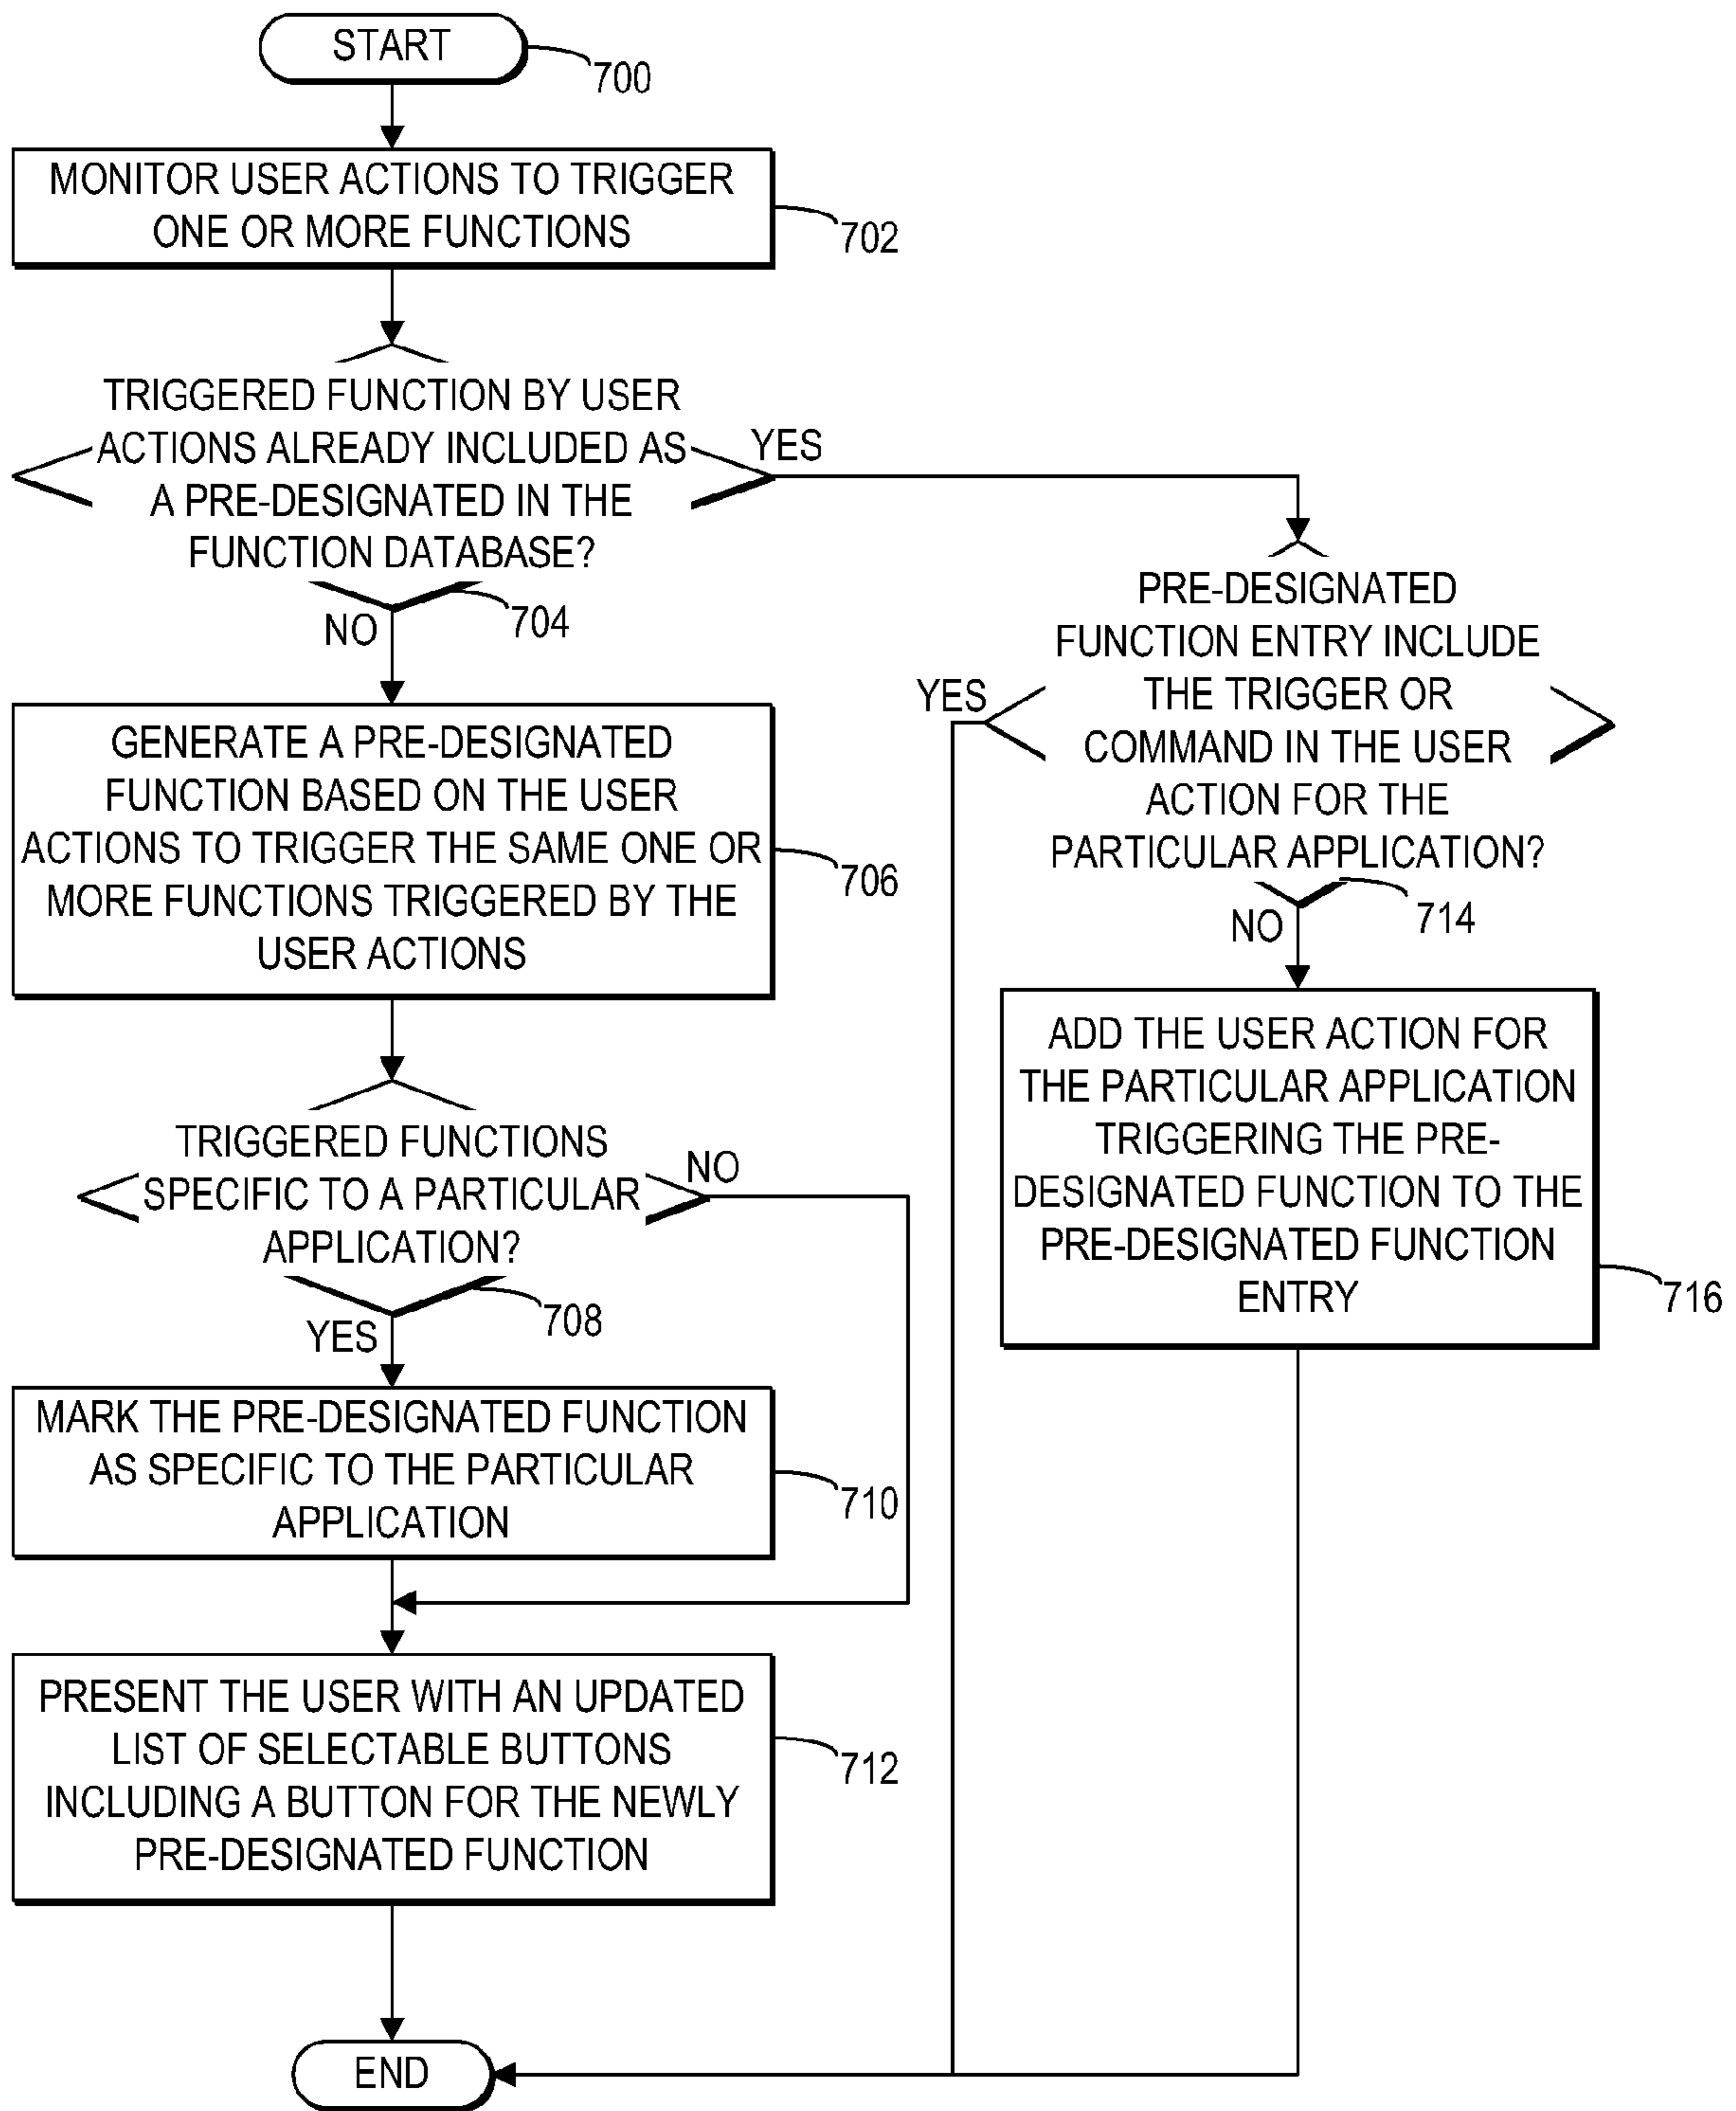 START
700
MONITOR USER ACTIONS TO TRIGGER
ONE OR MORE FUNCTIONS
702
TRIGGERED FUNCTION BY USER
ACTIONS ALREADY INCLUDED AS
A PRE-DESIGNATED IN THE
FUNCTION DATABASE?
YES
704
NO
GENERATE A PRE-DESIGNATED
FUNCTION BASED ON THE USER
ACTIONS TO TRIGGER THE SAME ONE OR
MORE FUNCTIONS TRIGGERED BY THE
USER ACTIONS
706
TRIGGERED FUNCTIONS
SPECIFIC TO A PARTICULAR
APPLICATION?
NO
708
YES
MARK THE PRE-DESIGNATED FUNCTION
AS SPECIFIC TO THE PARTICULAR
APPLICATION
710
PRESENT THE USER WITH AN UPDATED
LIST OF SELECTABLE BUTTONS
INCLUDING A BUTTON FOR THE NEWLY
PRE-DESIGNATED FUNCTION
712
END
PRE-DESIGNATED
FUNCTION ENTRY INCLUDE
THE TRIGGER OR
COMMAND IN THE USER
ACTION FOR THE
PARTICULAR APPLICATION?
YES
714
NO
ADD THE USER ACTION FOR
THE PARTICULAR APPLICATION
TRIGGERING THE PRE-
DESIGNATED FUNCTION TO THE
PRE-DESIGNATED FUNCTION
ENTRY
716